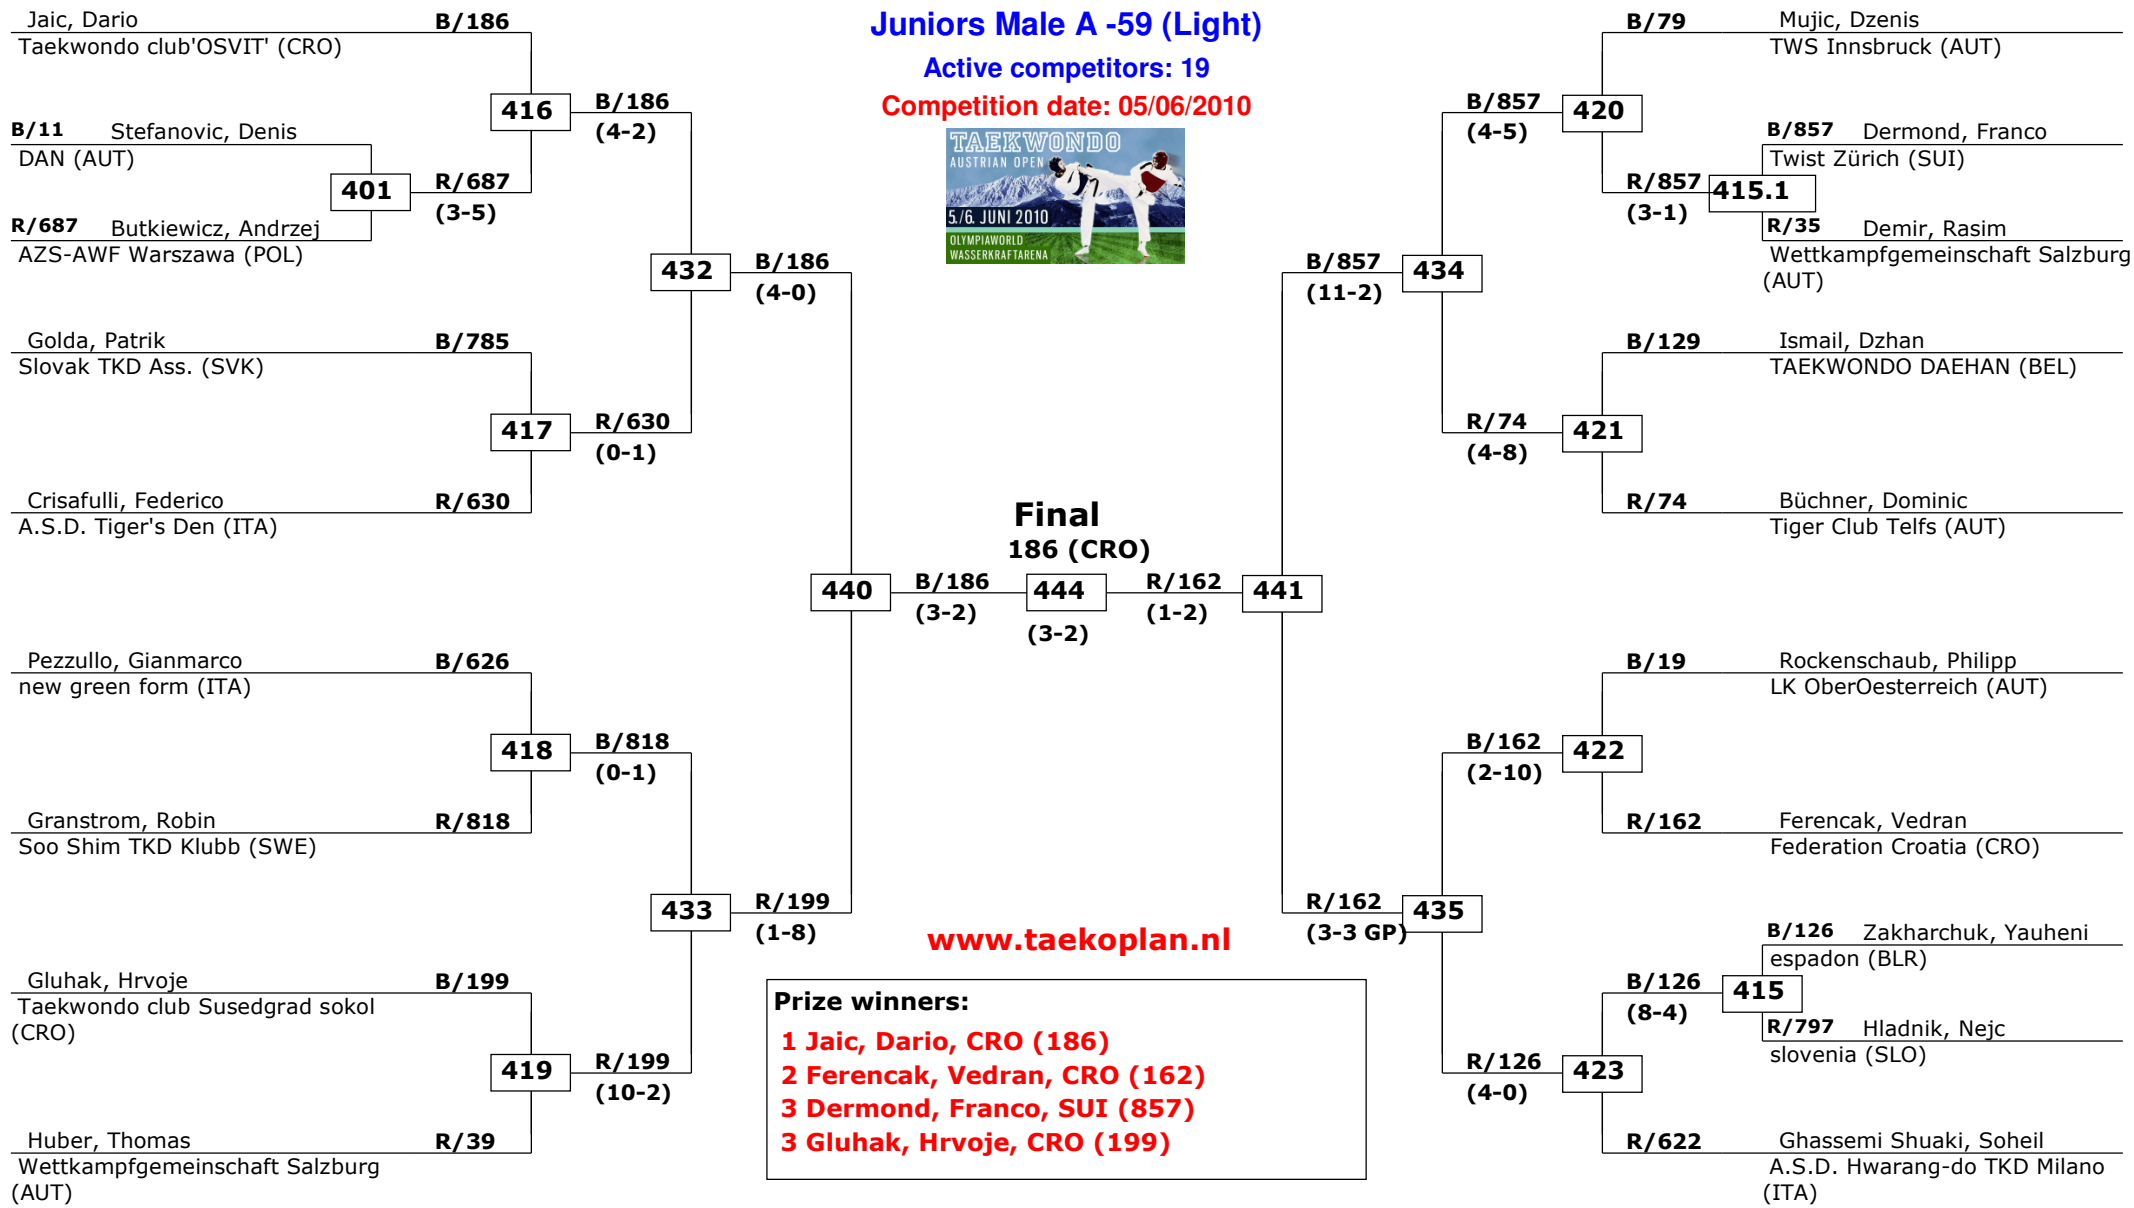 Jaic, Dario
B/186
Taekwondo club'OSVIT' (CRO)
B/11
Stefanovic, Denis
DAN (AUT)
401
R/687
(3-5)
R/687
Butkiewicz, Andrzej
AZS-AWF Warszawa (POL)
416
B/186
(4-2)
Golda, Patrik
B/785
Slovak TKD Ass. (SVK)
417
R/630
(0-1)
Crisafulli, Federico
R/630
A.S.D. Tiger's Den (ITA)
432
B/186
(4-0)
Pezzullo, Gianmarco
B/626
new green form (ITA)
418
B/818
(0-1)
Granstrom, Robin
R/818
Soo Shim TKD Klubb (SWE)
433
R/199
(1-8)
Gluhak, Hrvoje
B/199
Taekwondo club Susedgrad sokol
(CRO)
419
R/199
(10-2)
Huber, Thomas
R/39
Wettkampfgemeinschaft Salzburg
(AUT)
Juniors Male A -59 (Light)
Active competitors: 19
Competition date: 05/06/2010
TAEKWONDO
AUSTRIAN OPEN
5./6. JUNI 2010
OLYMPIAWORLD
WASSERKRAFTARENA
Final
186 (CRO)
440
B/186
(3-2)
444
(3-2)
R/162
(1-2)
441
www.taekoplan.nl
Prize winners:
1 Jaic, Dario, CRO (186)
2 Ferencak, Vedran, CRO (162)
3 Dermond, Franco, SUI (857)
3 Gluhak, Hrvoje, CRO (199)
B/79
Mujic, Dzenis
TWS Innsbruck (AUT)
B/857
(4-5)
420
B/857
Dermond, Franco
Twist Zürich (SUI)
R/857
(3-1)
415.1
R/35
Demir, Rasim
Wettkampfgemeinschaft Salzburg
(AUT)
B/857
(11-2)
434
B/129
Ismail, Dzhan
TAEKWONDO DAEHAN (BEL)
R/74
(4-8)
421
R/74
Büchner, Dominic
Tiger Club Telfs (AUT)
B/19
Rockenschaub, Philipp
LK OberOesterreich (AUT)
B/162
(2-10)
422
R/162
Ferencak, Vedran
Federation Croatia (CRO)
R/162
(3-3 GP)
435
B/126
Zakharchuk, Yauheni
espadon (BLR)
B/126
(8-4)
415
R/797
Hladnik, Nejc
slovenia (SLO)
R/126
(4-0)
423
R/622
Ghassemi Shuaki, Soheil
A.S.D. Hwarang-do TKD Milano
(ITA)